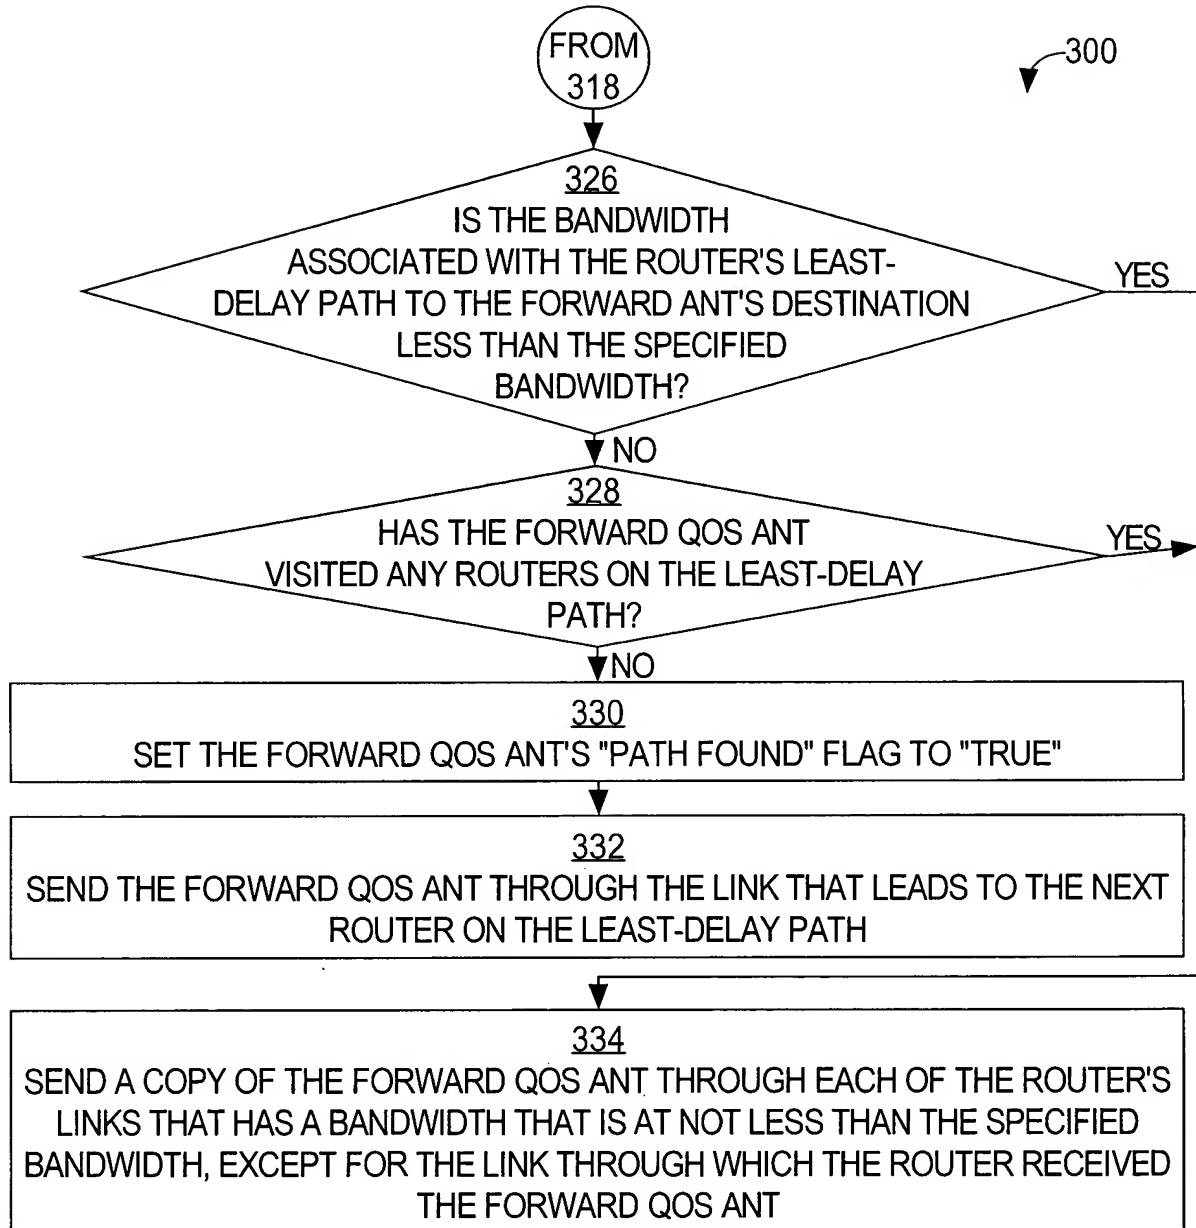 FROM
318
300
326
IS THE BANDWIDTH
ASSOCIATED WITH THE ROUTER'S LEAST-
DELAY PATH TO THE FORWARD ANT'S DESTINATION
LESS THAN THE SPECIFIED
BANDWIDTH?
YES
NO
328
HAS THE FORWARD QOS ANT
VISITED ANY ROUTERS ON THE LEAST-DELAY
PATH?
YES
NO
330
SET THE FORWARD QOS ANT'S "PATH FOUND" FLAG TO "TRUE"
332
SEND THE FORWARD QOS ANT THROUGH THE LINK THAT LEADS TO THE NEXT
ROUTER ON THE LEAST-DELAY PATH
334
SEND A COPY OF THE FORWARD QOS ANT THROUGH EACH OF THE ROUTER'S
LINKS THAT HAS A BANDWIDTH THAT IS AT NOT LESS THAN THE SPECIFIED
BANDWIDTH, EXCEPT FOR THE LINK THROUGH WHICH THE ROUTER RECEIVED
THE FORWARD QOS ANT